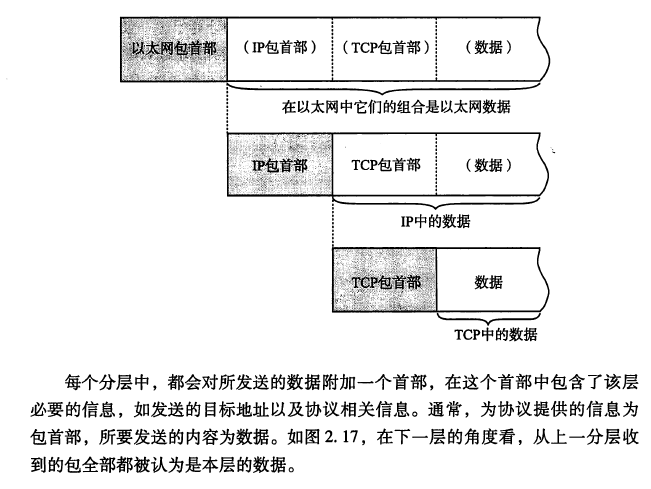 以太网包首部 （IP包首部） （TCP包首部） （数据）
在以太网中它们的组合是以太网数据
IP包首部 TCP包首部 （数据）
IP中的数据
TCP包首部 数据
TCP中的数据
每个分层中，都会对所发送的数据附加一个首部，在这个首部中包含了该层
必要的信息，如发送的目标地址以及协议相关信息。通常，为协议提供的信息为
包首部，所要发送的内容为数据。如图2.17，在下一层的角度看，从上一分层收
到的包全部都被认为是本层的数据。